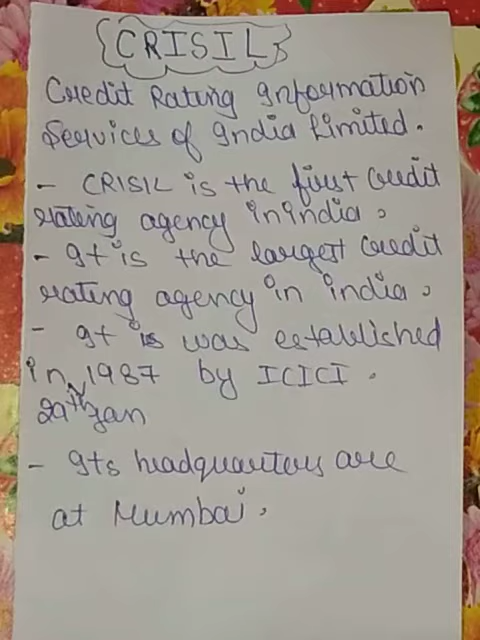 CRISIL
Credit Rating Information
Services of India Limited.
- CRISIL is the first credit
rating agency in india.
- It is the largest credit
rating agency in india.
- It is was established
in 1987 by ICICI.
29th Jan
- Its headquarters are
at Mumbai.